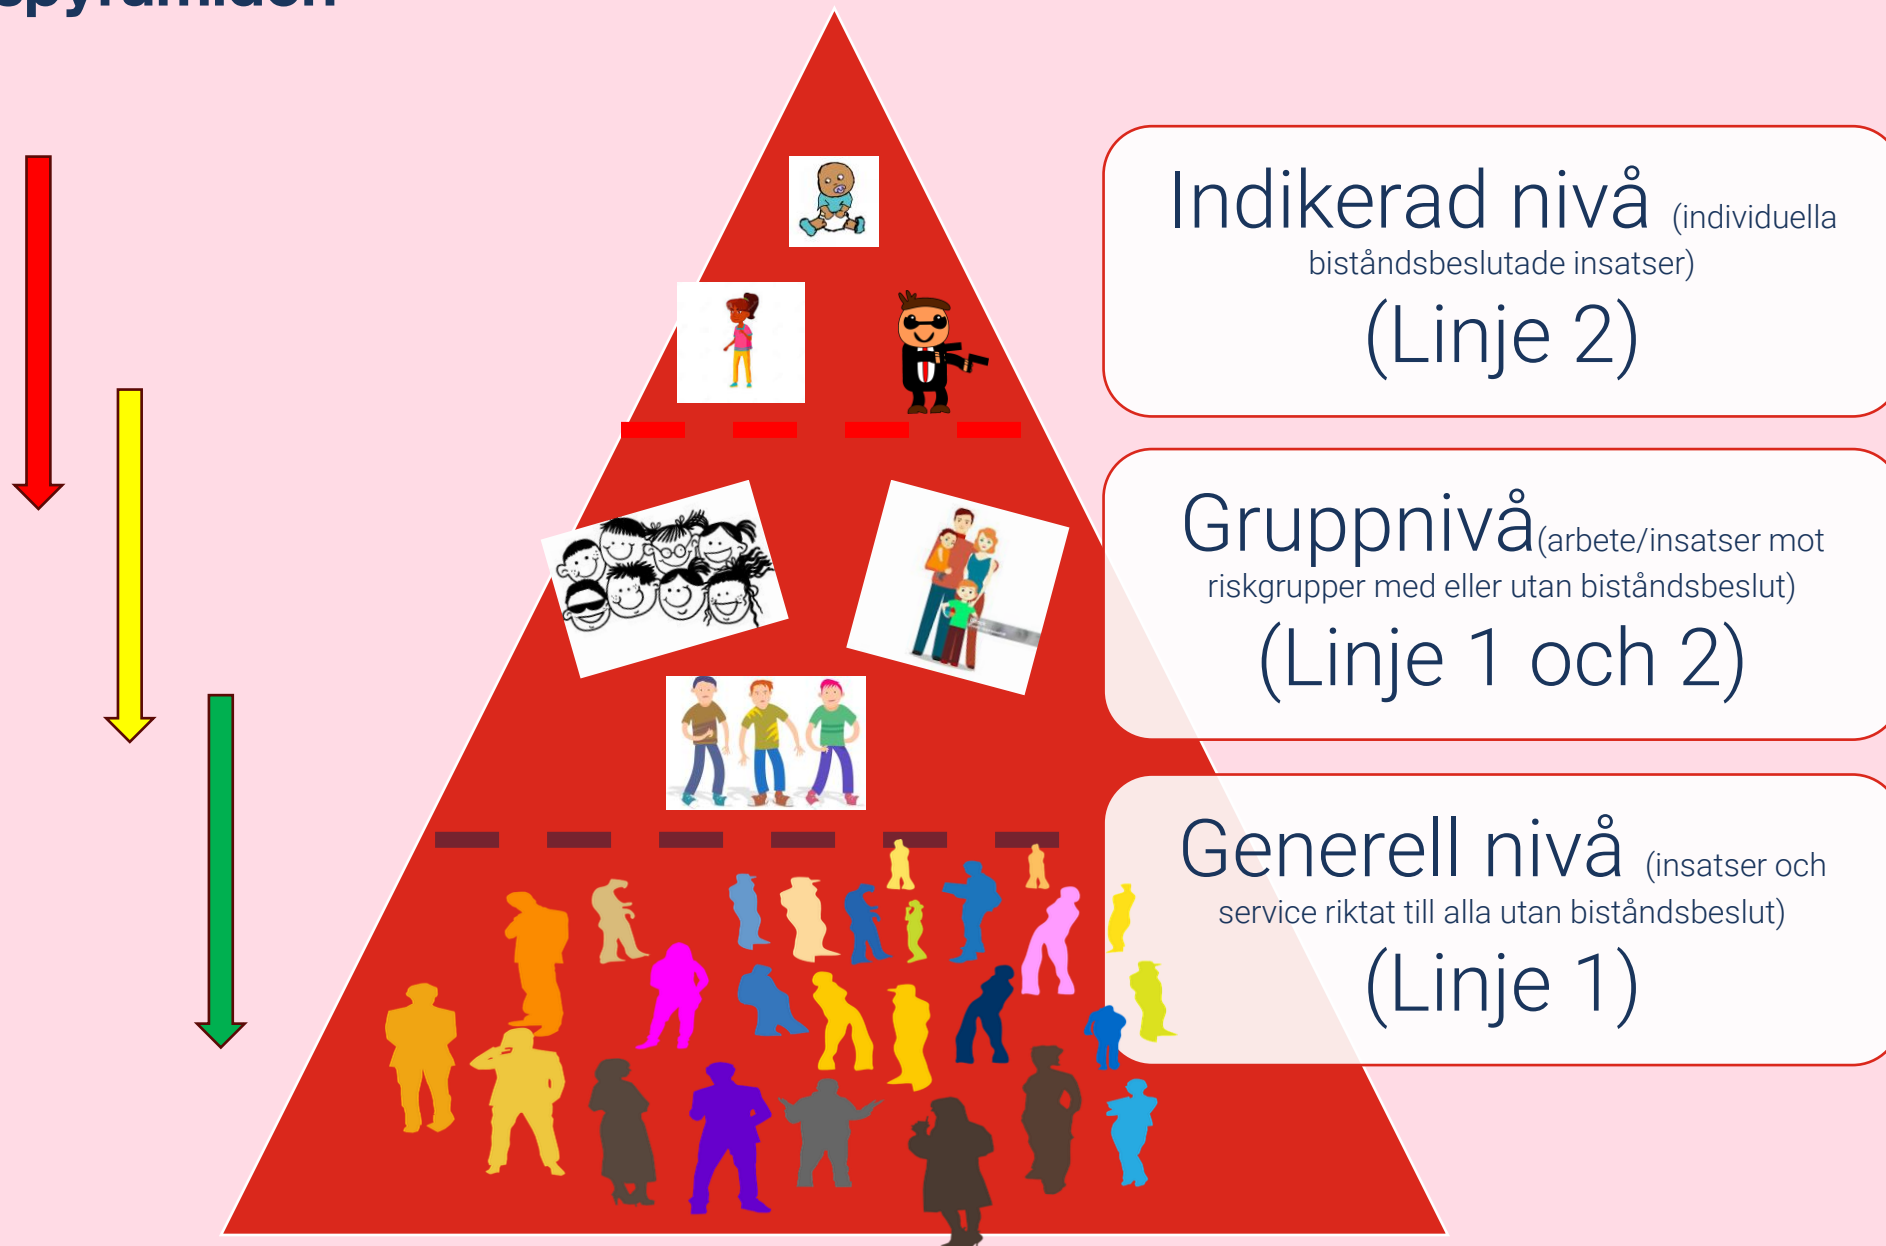 Indikerad nivå (individuella
biståndsbeslutade insatser)
(Linje 2)
Gruppnivå(arbete/insatser mot
riskgrupper med eller utan biståndsbeslut)
(Linje 1 och 2)
Generell nivå (insatser och
service riktat till alla utan biståndsbeslut)
(Linje 1)